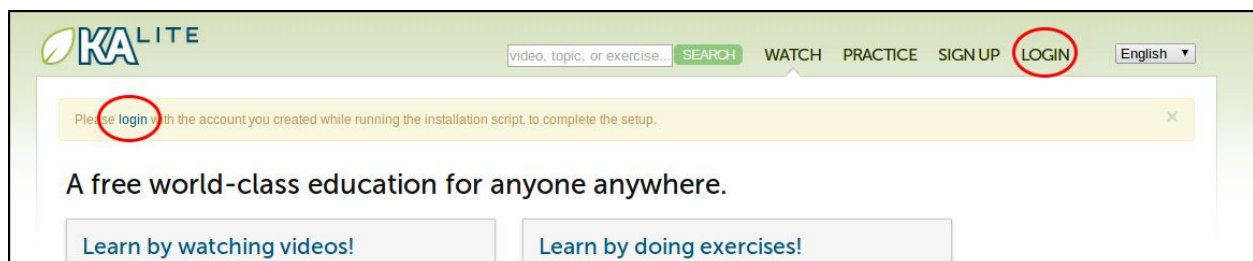 KALITE
video, topic, or exercise... SEARCH WATCH PRACTICE SIGN UP LOGIN English
Please login with the account you created while running the installation script, to complete the setup.
A free world-class education for anyone anywhere.
Learn by watching videos! Learn by doing exercises!